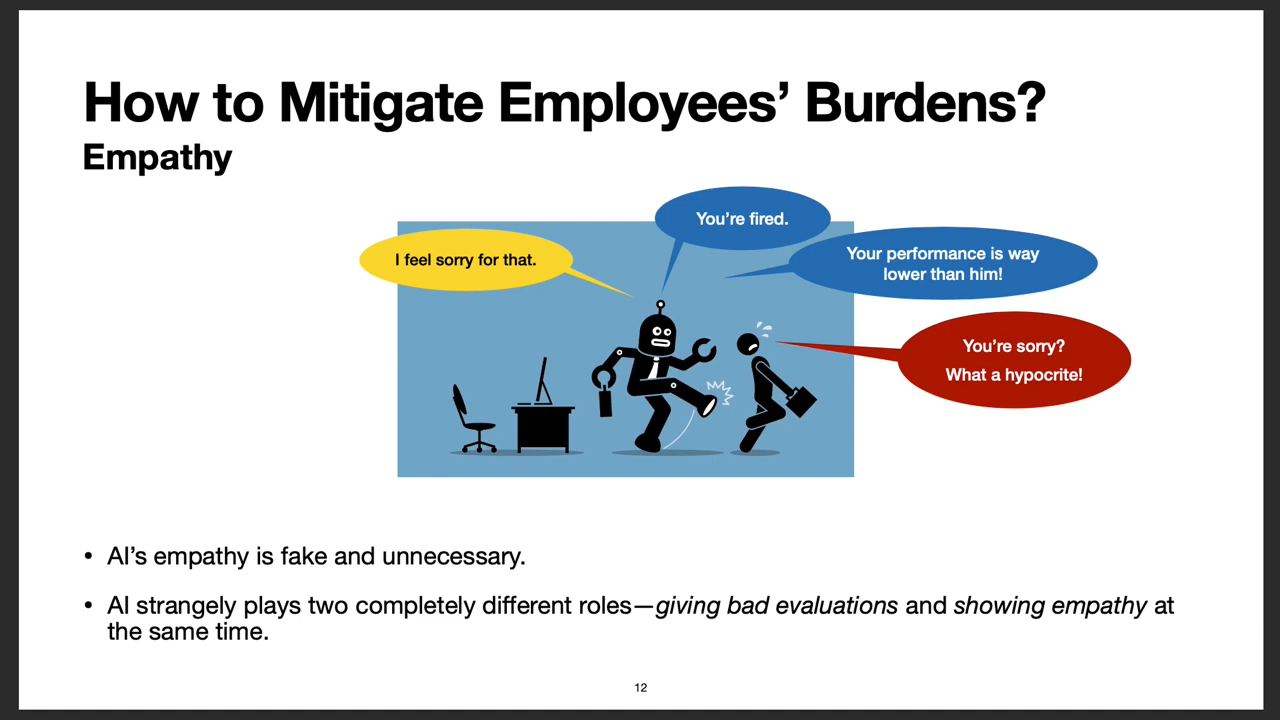 How to Mitigate Employees’ Burdens?
Empathy
You’re fired.
I feel sorry for that.
Your performance is way
lower than him!
You’re sorry?
What a hypocrite!
• AI’s empathy is fake and unnecessary.
• AI strangely plays two completely different roles—giving bad evaluations and showing empathy at
the same time.
12